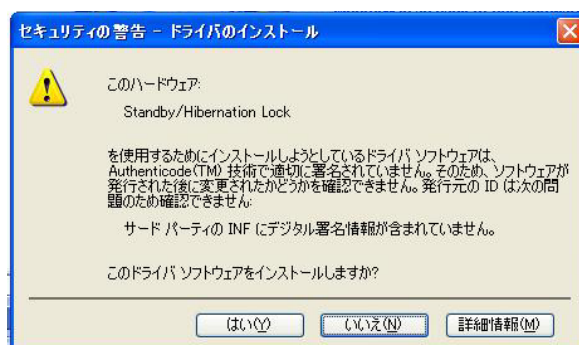 セキュリティの警告 - ドライバのインストール
このハードウェア:
Standby/Hibernation Lock
を使用するためにインストールしようとしているドライバ ソフトウェアは、
Authenticode(TM) 技術で適切に署名されていません。そのため、ソフトウェアが
発行された後に変更されたかどうかを確認できません。発行元の ID は次の問
題のため確認できません:
サード パーティの INF にデジタル署名情報が含まれていません。
このドライバ ソフトウェアをインストールしますか?
はい(Y) いいえ(N) 詳細情報(M)